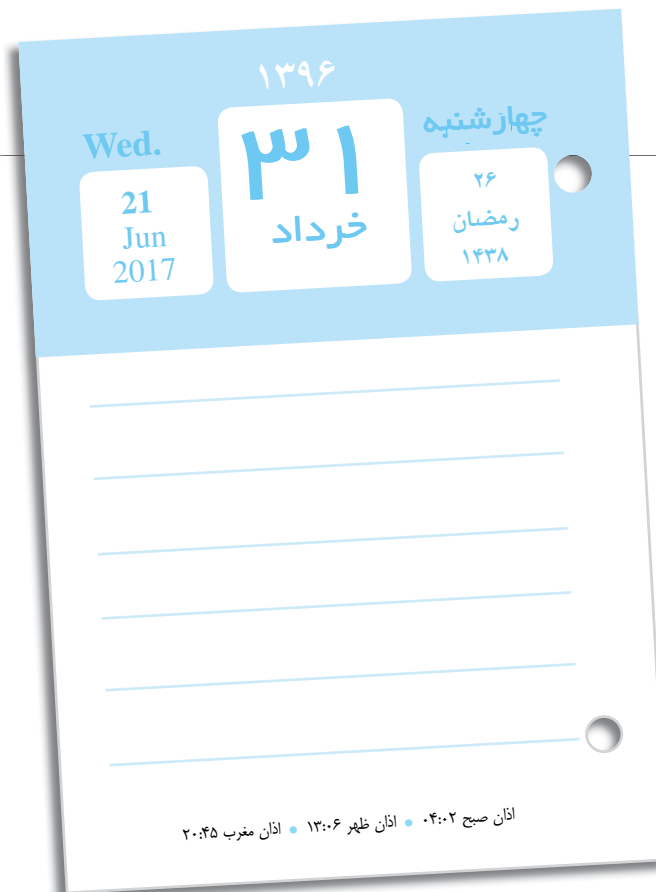 ۱۳۹۶
چهارشنبه
۲۶
رمضان
۱۴۳۸
۳۱
خرداد
Wed.
21
Jun
2017
اذان صبح ۰۴:۰۲ • اذان ظهر ۱۳:۰۶ • اذان مغرب ۲۰:۴۵